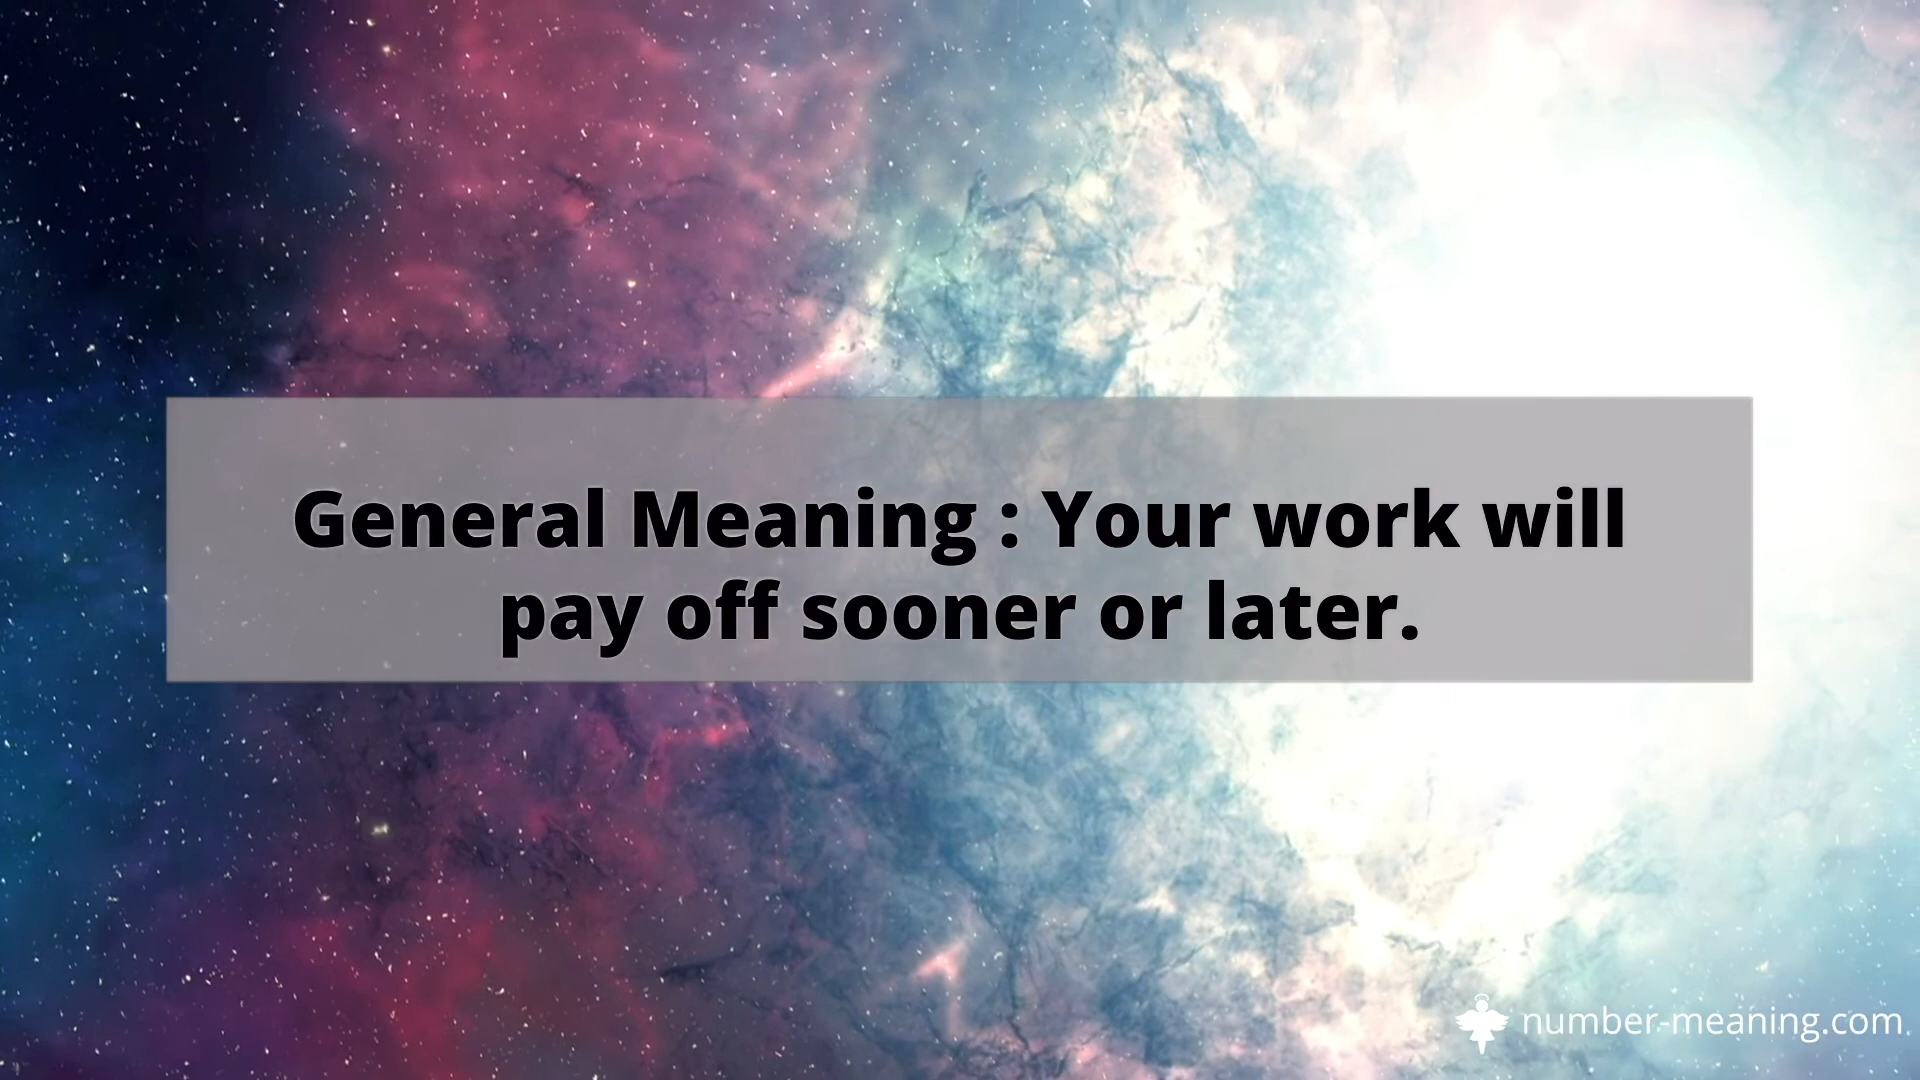 General Meaning : Your work will
pay off sooner or later.
number-meaning.com